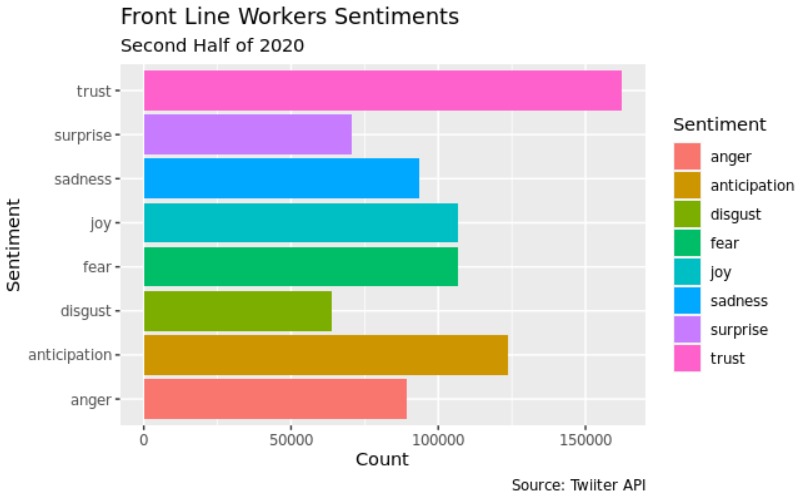 Front Line Workers Sentiments
Second Half of 2020
Sentiment
trust
surprise
sadness
joy
fear
disgust
anticipation
anger
0 50000 100000 150000
Count
Sentiment
anger
anticipation
disgust
fear
joy
sadness
surprise
trust
Source: Twiiter API